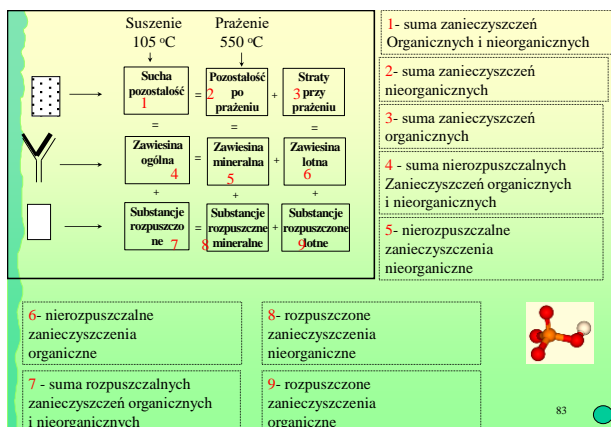 Suszenie
105 °C
Prażenie
550 °C
Sucha
pozostałość
1
=
Pozostałość
po
prażeniu
2
+
Straty
przy
prażeniu
3
=
=
=
Zawiesina
ogólna
4
=
Zawiesina
mineralna
5
+
Zawiesina
lotna
6
+
+
+
Substancje
rozpuszczo
ne
7
=
Substancje
rozpuszczne
mineralne
8
+
Substancje
rozpuszczone
lotne
9
1- suma zanieczyszczeń
Organicznych i nieorganicznych
2- suma zanieczyszczeń
nieorganicznych
3- suma zanieczyszczeń
organicznych
4 - suma nierozpuszczalnych
Zanieczyszczeń organicznych
i nieorganicznych
5- nierozpuszczalne
zanieczyszczenia
nieorganiczne
6- nierozpuszczalne
zanieczyszczenia
organiczne
8- rozpuszczone
zanieczyszczenia
nieorganiczne
7 - suma rozpuszczalnych
zanieczyszczeń organicznych
i nieorganicznych
9- rozpuszczone
zanieczyszczenia
organiczne
83